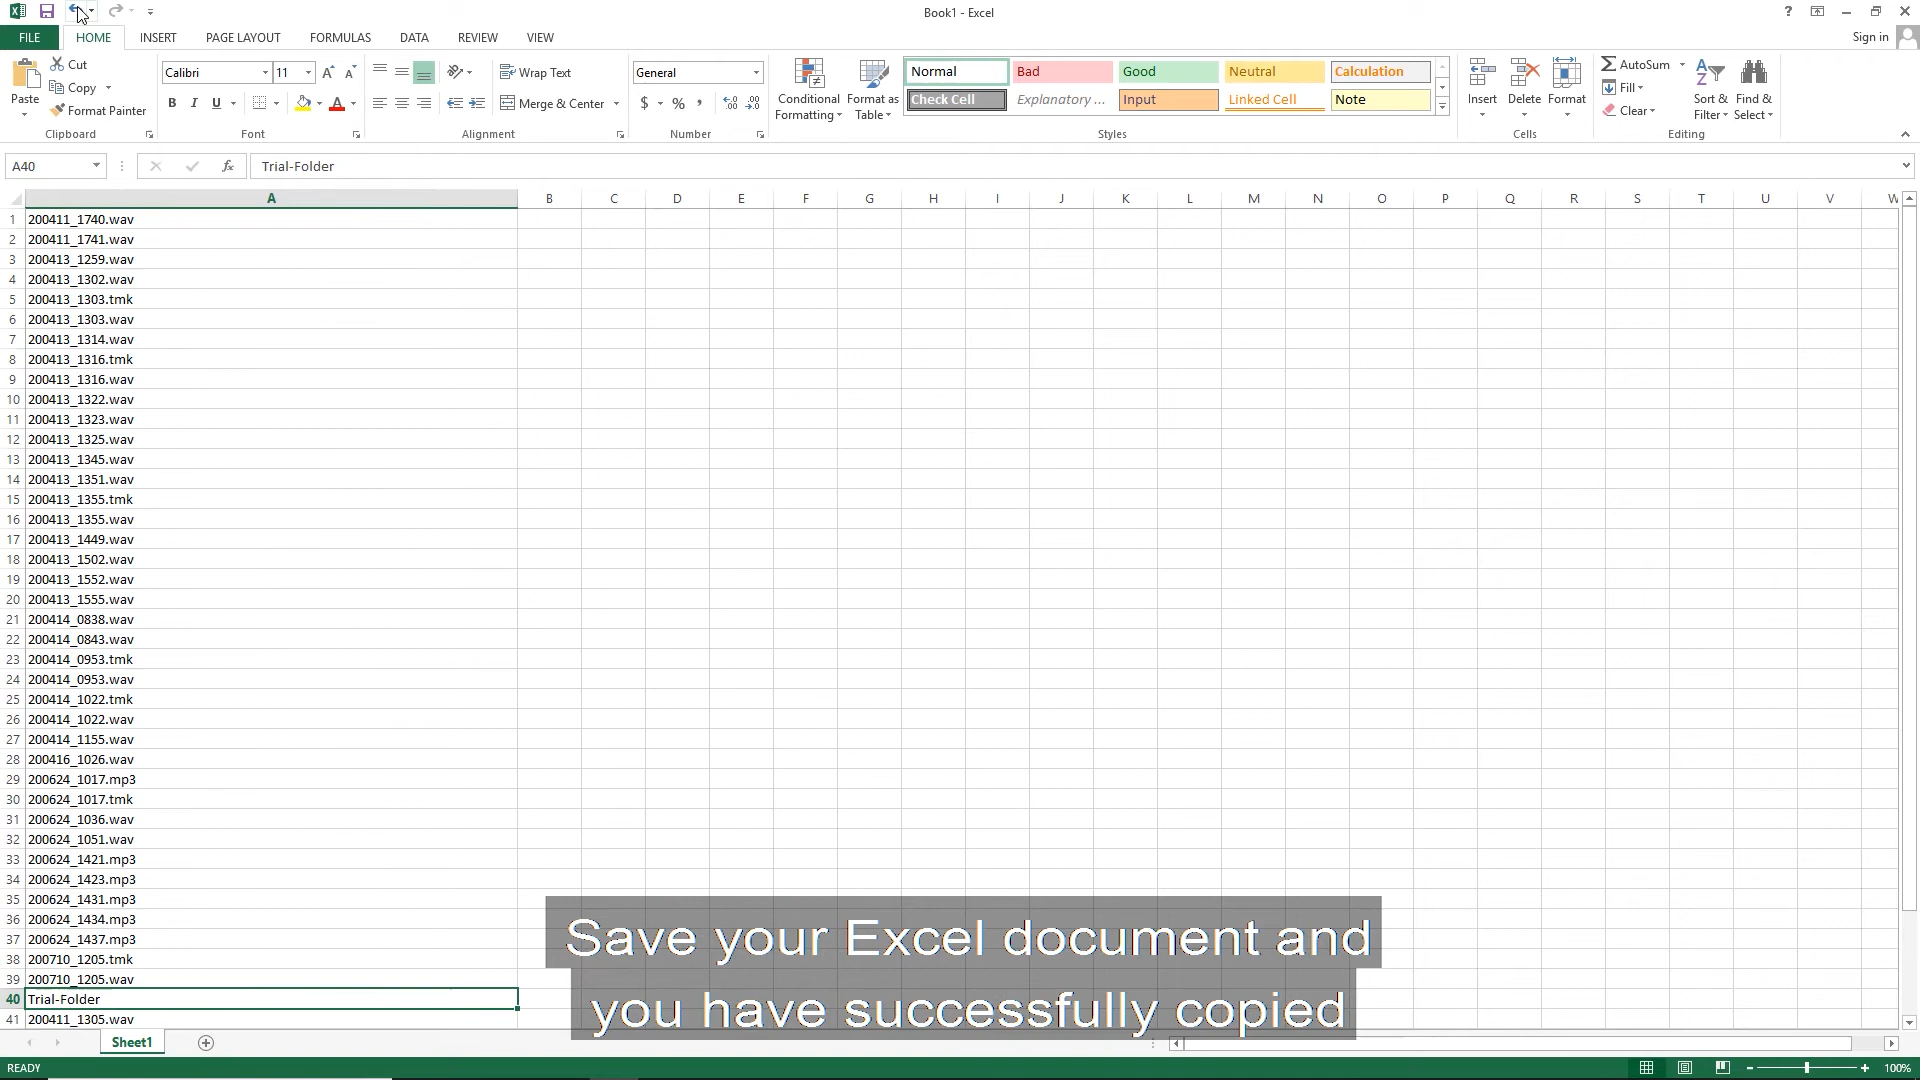 Book1 - Excel
?
FILE HOME INSERT PAGE LAYOUT FORMULAS DATA REVIEW VIEW
Sign in
Paste
Cut
Copy
Format Painter
Clipboard
Calibri 11
B I U
Font
Wrap Text
Merge & Center
Alignment
General
$ % ,
Number
Conditional
Formatting
Format as
Table
Normal Bad Good Neutral Calculation
Check Cell Explanatory ... Input Linked Cell Note
Styles
Insert Delete Format
Cells
AutoSum
Fill
Clear
Sort &
Filter
Find &
Select
Editing
A40
fx
Trial-Folder
A B C D E F G H I J K L M N O P Q R S T U V W
1 200411_1740.wav
2 200411_1741.wav
3 200413_1259.wav
4 200413_1302.wav
5 200413_1303.tmk
6 200413_1303.wav
7 200413_1314.wav
8 200413_1316.tmk
9 200413_1316.wav
10 200413_1322.wav
11 200413_1323.wav
12 200413_1325.wav
13 200413_1345.wav
14 200413_1351.wav
15 200413_1355.tmk
16 200413_1355.wav
17 200413_1449.wav
18 200413_1502.wav
19 200413_1552.wav
20 200413_1555.wav
21 200414_0838.wav
22 200414_0843.wav
23 200414_0953.tmk
24 200414_0953.wav
25 200414_1022.tmk
26 200414_1022.wav
27 200414_1155.wav
28 200416_1026.wav
29 200624_1017.mp3
30 200624_1017.tmk
31 200624_1036.wav
32 200624_1051.wav
33 200624_1421.mp3
34 200624_1423.mp3
35 200624_1431.mp3
36 200624_1434.mp3
37 200624_1437.mp3
38 200710_1205.tmk
39 200710_1205.wav
40 Trial-Folder
41 200411_1305.wav
Save your Excel document and
you have successfully copied
Sheet1
READY
100%